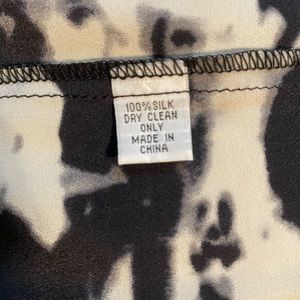 100% SILK
DRY CLEAN
ONLY
MADE IN
CHINA